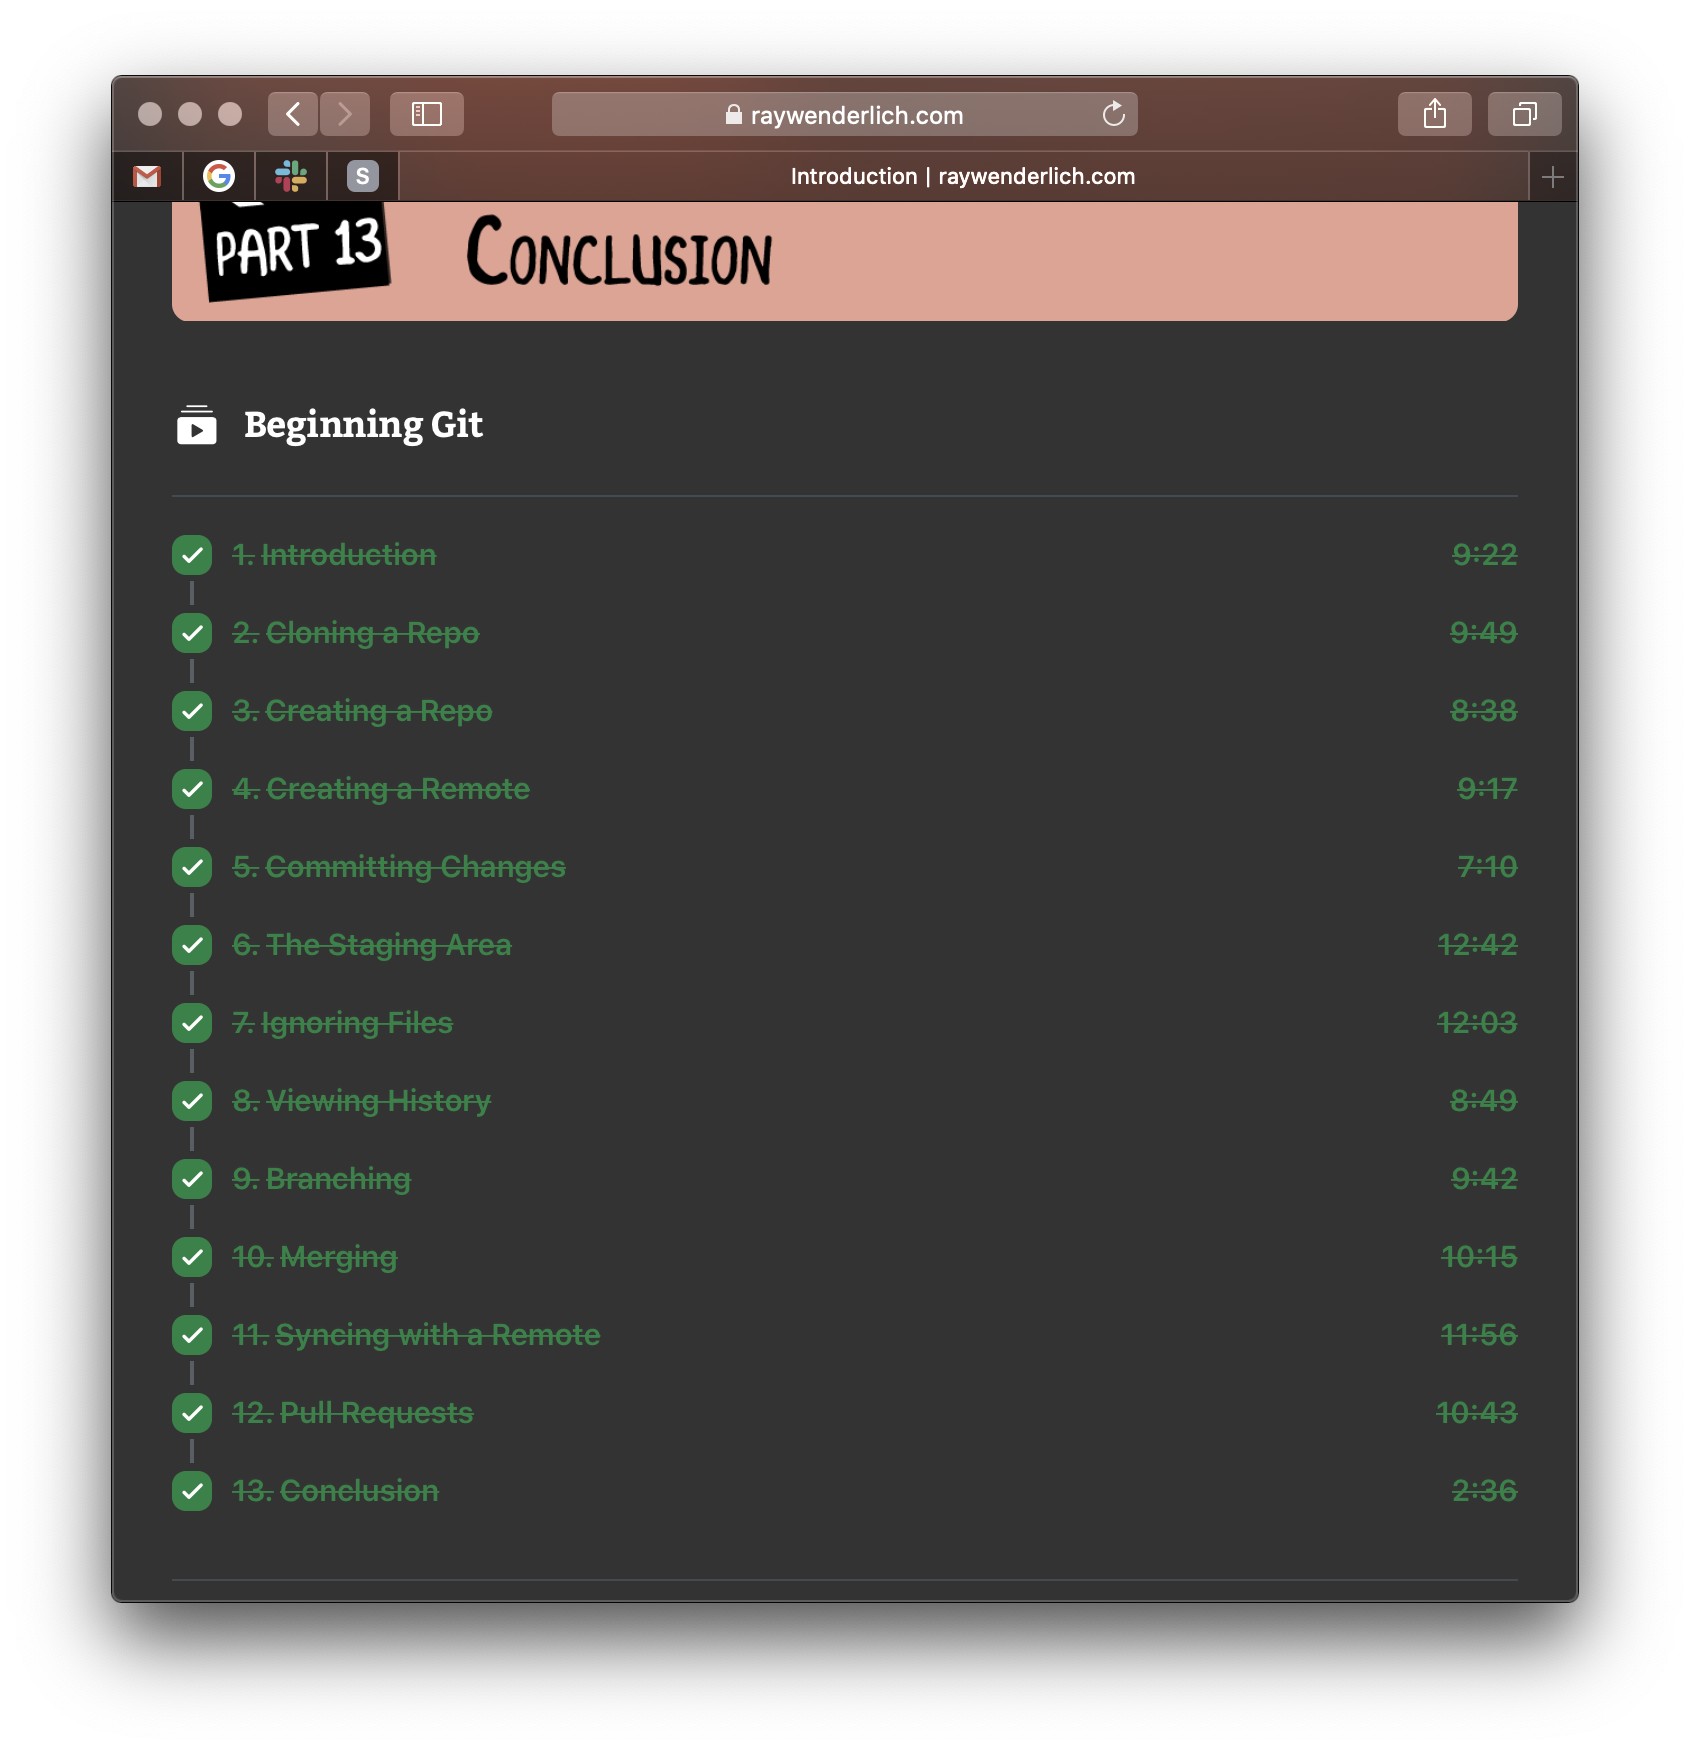 raywenderlich.com
S
Introduction | raywenderlich.com
PART 13 CONCLUSION
Beginning Git
1. Introduction 9:22
2. Cloning a Repo 9:49
3. Creating a Repo 8:38
4. Creating a Remote 9:17
5. Committing Changes 7:10
6. The Staging Area 12:42
7. Ignoring Files 12:03
8. Viewing History 8:49
9. Branching 9:42
10. Merging 10:15
11. Syncing with a Remote 11:56
12. Pull Requests 10:43
13. Conclusion 2:36